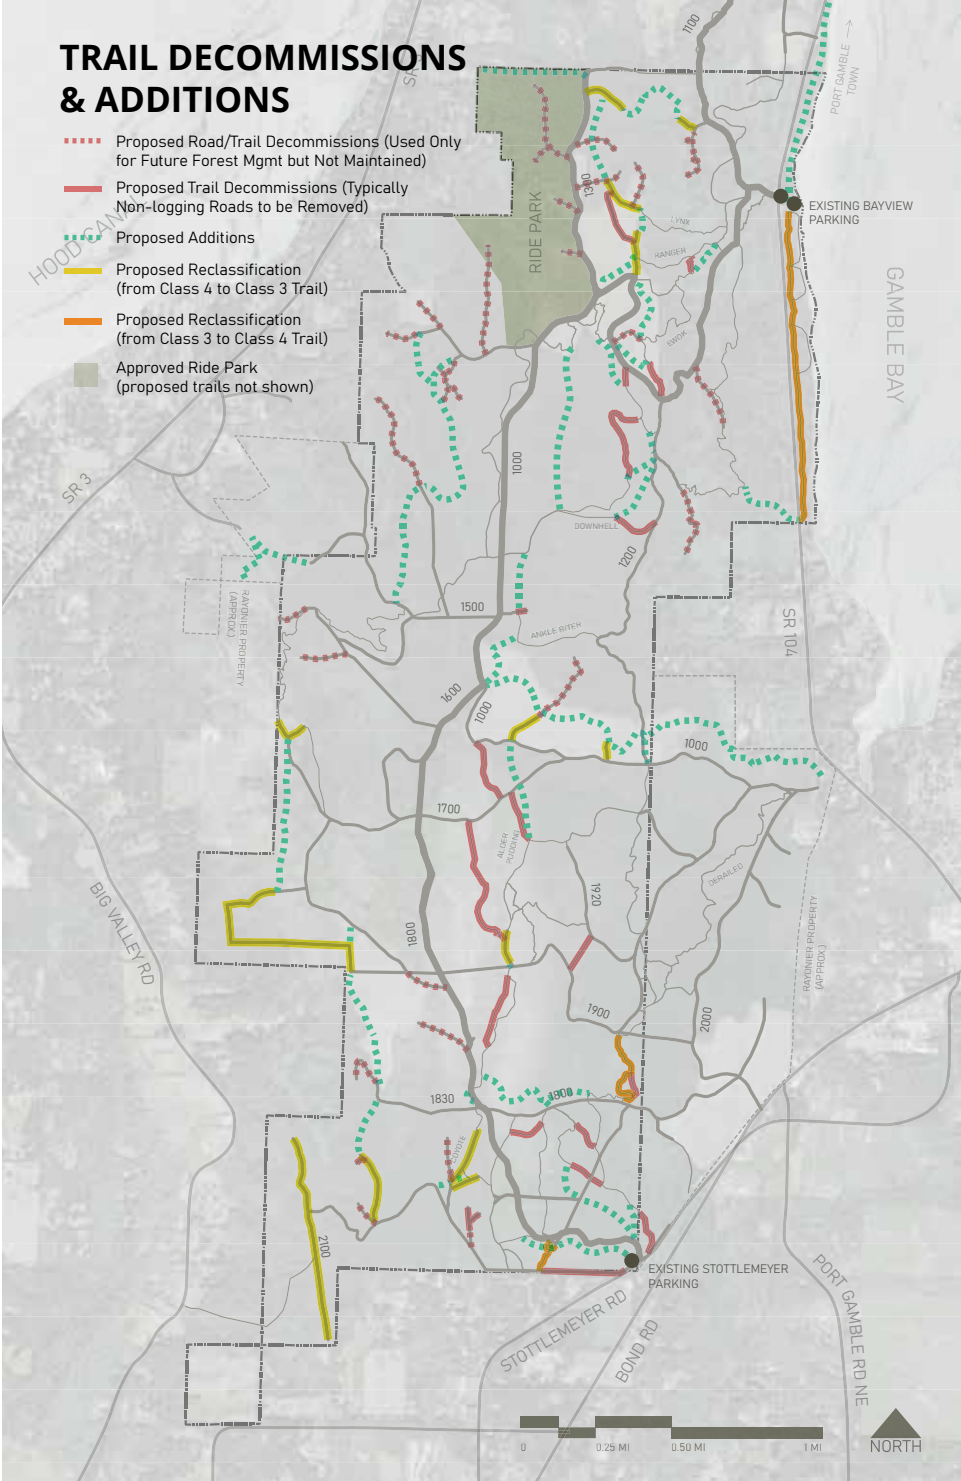 TRAIL DECOMMISSIONS
& ADDITIONS
Proposed Road/Trail Decommissions (Used Only
for Future Forest Mgmt but Not Maintained)
Proposed Trail Decommissions (Typically
Non-logging Roads to be Removed)
Proposed Additions
Proposed Reclassification
(from Class 4 to Class 3 Trail)
Proposed Reclassification
(from Class 3 to Class 4 Trail)
Approved Ride Park
(proposed trails not shown)
1100
PORT GAMBLE
TOWN
1300
RIDE PARK
EXISTING BAYVIEW
PARKING
LYNX
RANGER
EWOK
GAMBLE BAY
SR 3
1000
DOWNHELL
1200
1500
ANKLE BITER
RAYONIER PROPERTY
(APPROX.)
SR 104
1600
1000
1000
1700
ALDER
PUDDING
DERAILED
1920
BIG VALLEY RD
1800
RAYONIER PROPERTY
(APPROX.)
1900
2000
1830
1800
COYOTE
2100
EXISTING STOTTLEMEYER
PARKING
STOTTLEMEYER RD
BOND RD
PORT GAMBLE RD NE
0
0.25 MI
0.50 MI
1 MI
NORTH